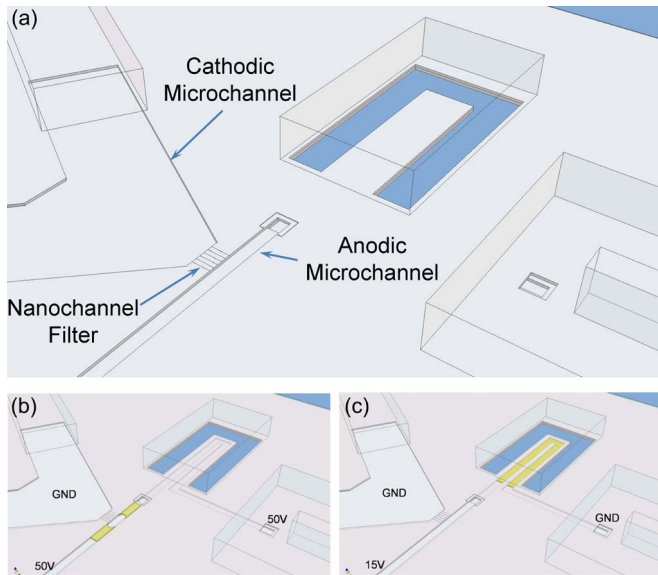 (a)
Cathodic
Microchannel
Anodic
Microchannel
Nanochannel
Filter
(b)
GND
50V
50V
(c)
GND
GND
15V